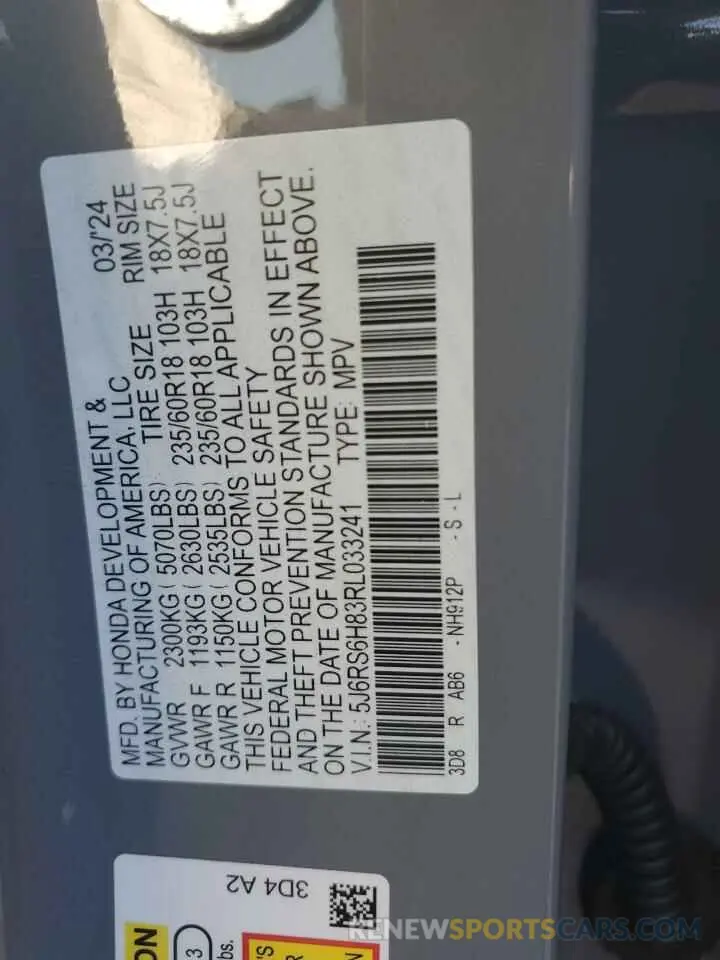 MFD. BY HONDA DEVELOPMENT & 03/'24
MANUFACTURING OF AMERICA, LLC
TIRE SIZE RIM SIZE
GVWR 2300KG ( 5070LBS) 235/60R18 103H 18X7.5J
GAWR F 1193KG ( 2630LBS) 235/60R18 103H 18X7.5J
GAWR R 1150KG ( 2535LBS)
THIS VEHICLE CONFORMS TO ALL APPLICABLE
FEDERAL MOTOR VEHICLE SAFETY
AND THEFT PREVENTION STANDARDS IN EFFECT
ON THE DATE OF MANUFACTURE SHOWN ABOVE.
V.I.N.: 5J6RS6H83RL033241 TYPE: MPV
3D8 R AB6 - NH912P - S - L
3D4 A2
ON
3
bs.
'S
R
N
RENEWSPORTSCARS.COM